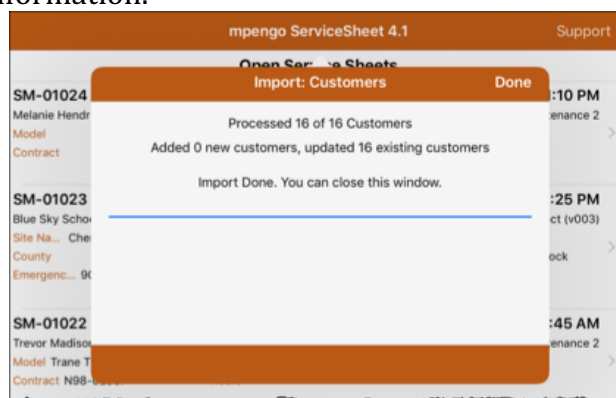 mpengo ServiceSheet 4.1 Support
Import: Customers Done
SM-01024 :10 PM
Melanie Hendr enance 2
Model
Contract
Processed 16 of 16 Customers
Added 0 new customers, updated 16 existing customers
Import Done. You can close this window.
SM-01023 :25 PM
Blue Sky Scho ct (v003)
Site Na... Che
County ock
Emergenc... 90
SM-01022 :45 AM
Trevor Madiso enance 2
Model Trane T
Contract N98-